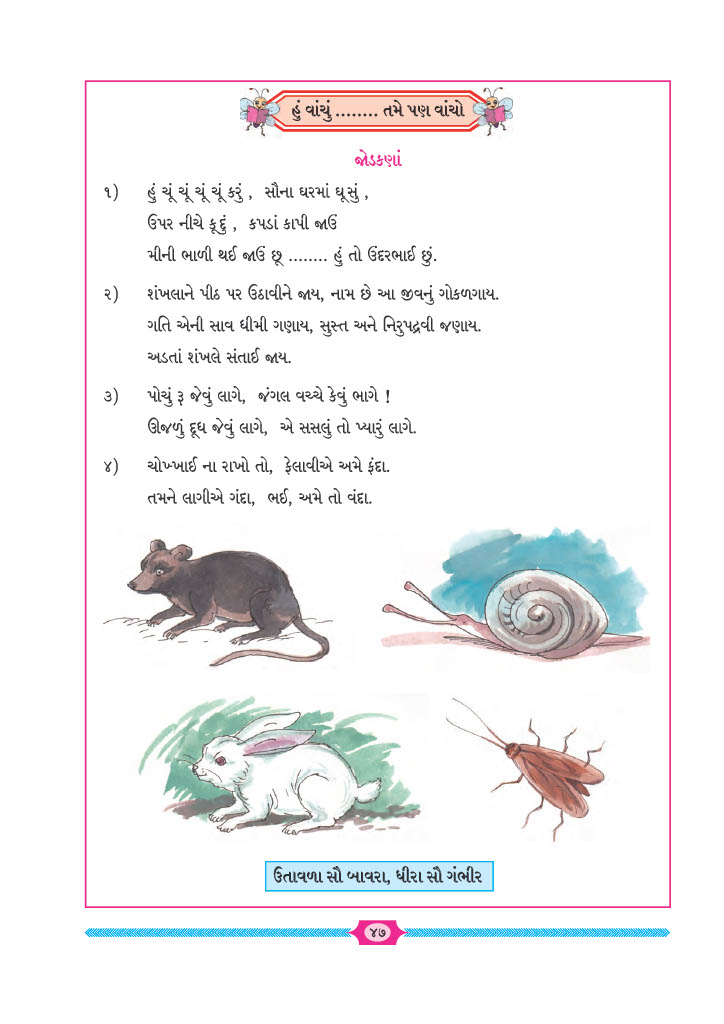 હું વાંચું ........ તમે પણ વાંચો
જોડકણાં
૧) હું ચૂં ચૂં ચૂં ચૂં કરું , સૌના ઘરમાં ઘૂસું ,
ઉપર નીચે કૂદું , કપડાં કાપી જાઉં
મીની ભાળી થઈ જાઉં છૂ ........ હું તો ઉંદરભાઈ છું.
૨) શંખલાને પીઠ પર ઉઠાવીને જાય, નામ છે આ જીવનું ગોકળગાય.
ગતિ એની સાવ ધીમી ગણાય, સુસ્ત અને નિરુપદ્રવી જણાય.
અડતાં શંખલે સંતાઈ જાય.
૩) પોચું રૂ જેવું લાગે, જંગલ વચ્ચે કેવું ભાગે !
ઊજળું દૂધ જેવું લાગે, એ સસલું તો પ્યારું લાગે.
૪) ચોખ્ખાઈ ના રાખો તો, ફેલાવીએ અમે ફંદા.
તમને લાગીએ ગંદા, ભઈ, અમે તો વંદા.
ઉતાવળા સૌ બાવરા, ધીરા સૌ ગંભીર
૪૭